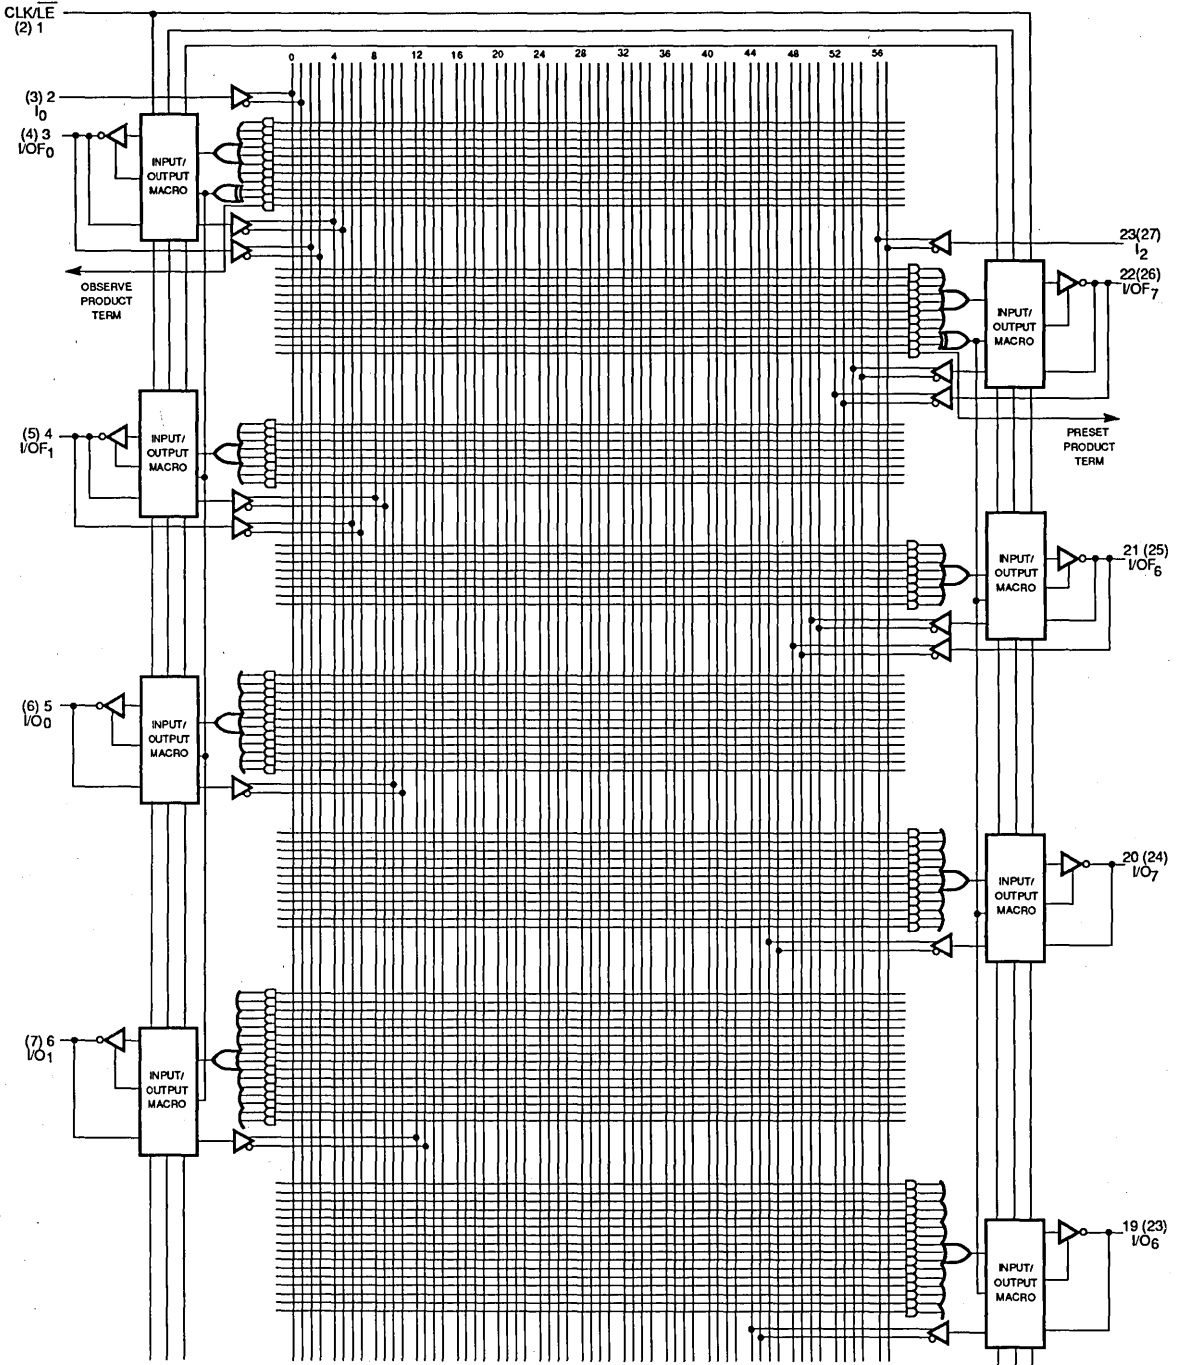 CLK/LE
(2) 1
0 4 8 12 16 20 24 28 32 36 40 44 48 52 56
(3) 2
I0
(4) 3
I/OF0
INPUT/
OUTPUT
MACRO
OBSERVE
PRODUCT
TERM
23(27)
I2
22(26)
I/OF7
INPUT/
OUTPUT
MACRO
PRESET
PRODUCT
TERM
(5) 4
I/OF1
INPUT/
OUTPUT
MACRO
21 (25)
I/OF6
INPUT/
OUTPUT
MACRO
(6) 5
I/O0
INPUT/
OUTPUT
MACRO
20 (24)
I/O7
INPUT/
OUTPUT
MACRO
(7) 6
I/O1
INPUT/
OUTPUT
MACRO
19 (23)
I/O6
INPUT/
OUTPUT
MACRO